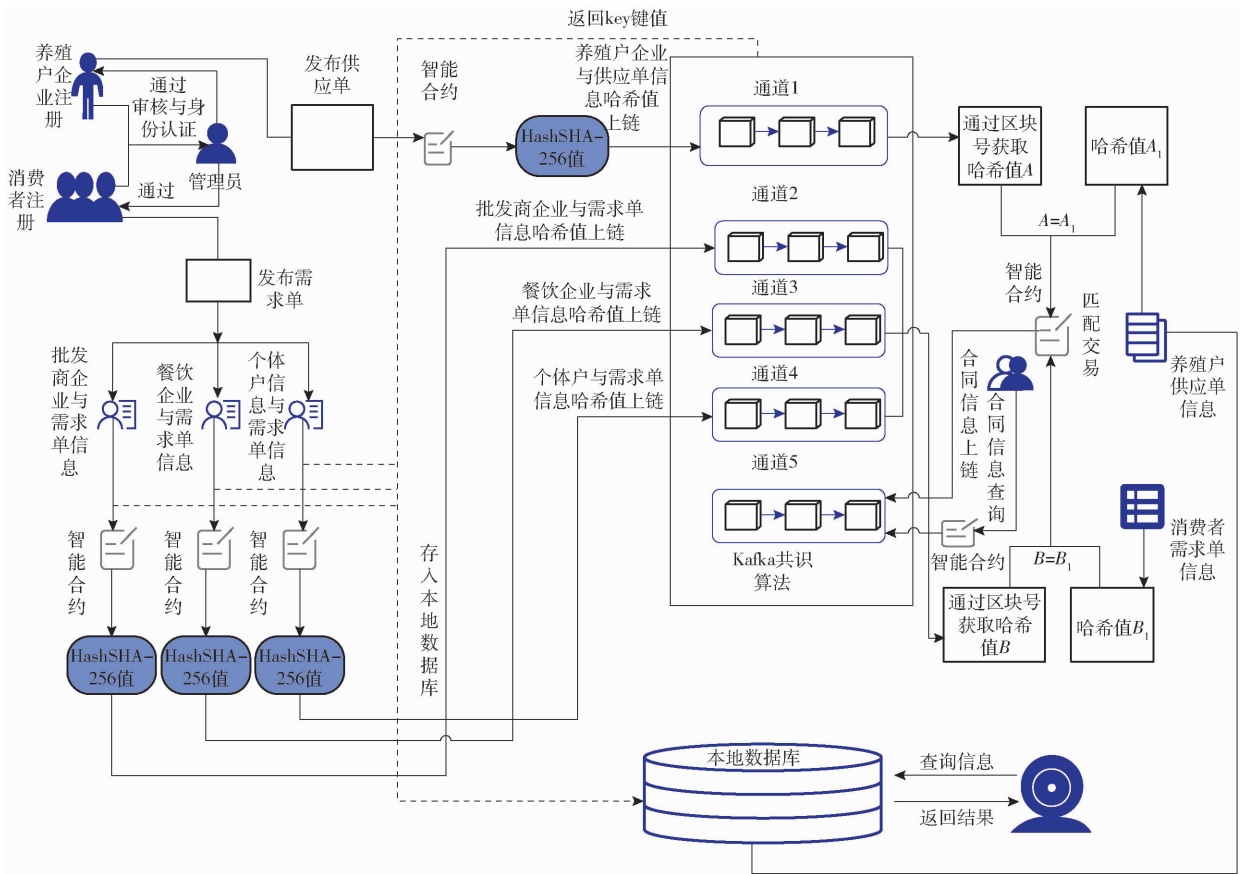 返回key键值
养殖
户企
业注
册
通过
审核与身
份认证
管理员
消费
者注
册
通过
发布供
应单
智能
合约
HashSHA-
256值
养殖户企业
与供应单信
息哈希值
上链
通道1
通过区块
号获取
哈希值A
哈希值A₁
A=A₁
通道2
批发商企业与需求单
信息哈希值上链
发布需
求单
通道3
餐饮企业与需求
单信息哈希值上链
智能
合约
匹配交易
养殖户
供应单
信息
批发
商企
业与
需求
单信
息
餐饮
企业
与需
求单
信息
个体
户信
息与
需求
单信
息
个体户与需求单
信息哈希值上链
通道4
合同信息上链
合同信息查询
通道5
消费者
需求单
信息
智能合约
智能合约
智能合约
存入本地数据库
Kafka共识
算法
智能合约
B=B₁
通过区块号
获取哈希
值B
哈希值B₁
HashSHA-
256值
HashSHA-
256值
HashSHA-
256值
本地数据库
查询信息
返回结果